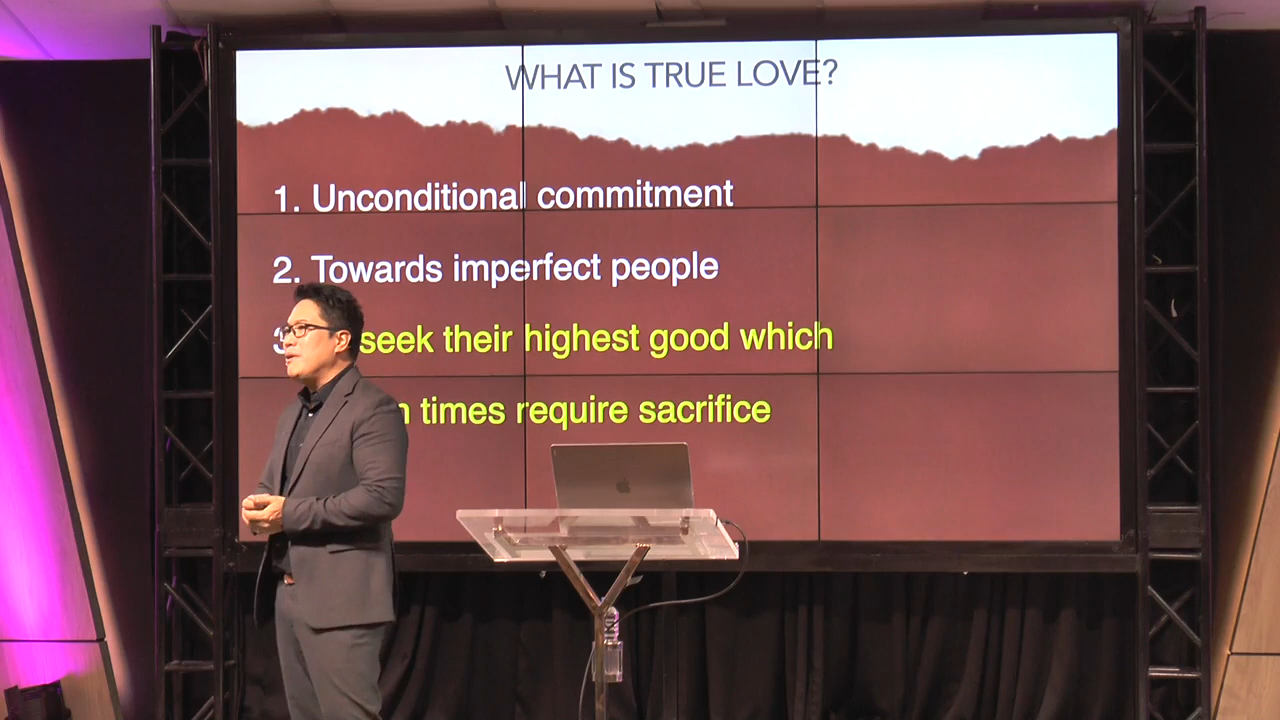 WHAT IS TRUE LOVE?
1. Unconditional commitment
2. Towards imperfect people
seek their highest good which
times require sacrifice